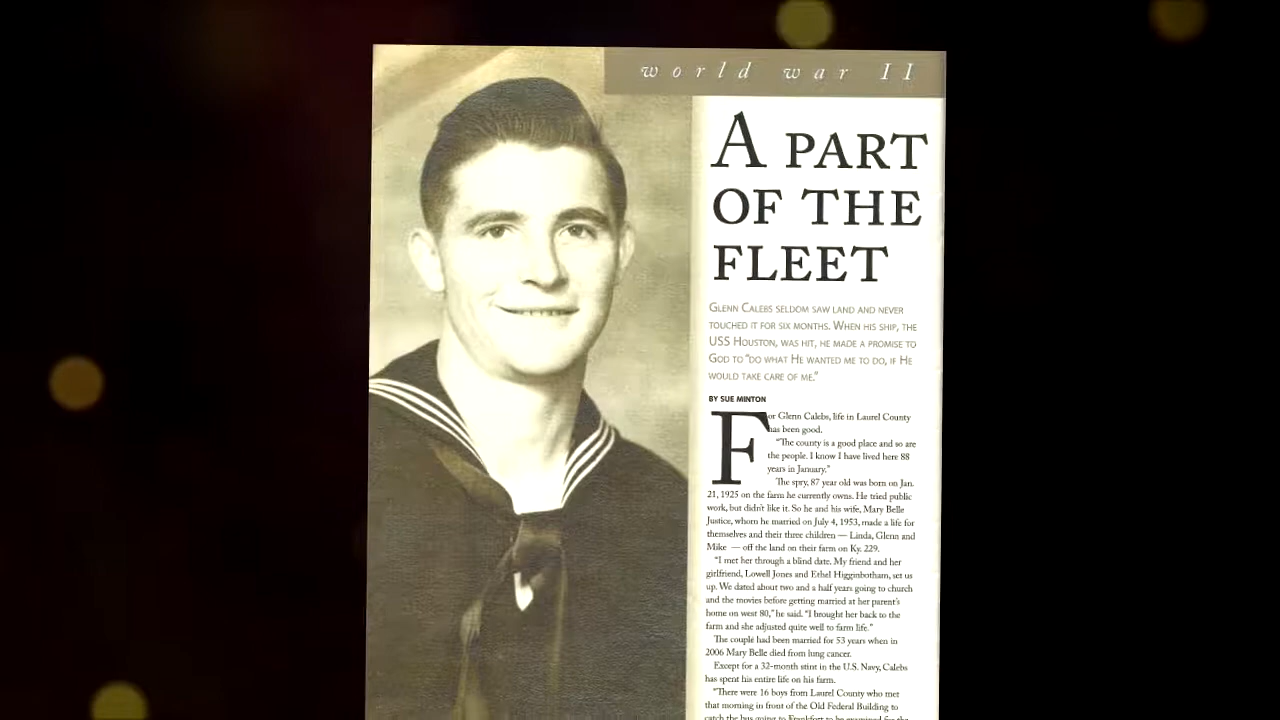 world war II
A PART
OF THE
FLEET
GLENN CALEBS SELDOM SAW LAND AND NEVER
TOUCHED IT FOR SIX MONTHS. WHEN HIS SHIP, THE
USS HOUSTON, WAS HIT, HE MADE A PROMISE TO
GOD TO "DO WHAT HE WANTED ME TO DO, IF HE
WOULD TAKE CARE OF ME."
BY SUE MINTON
For Glenn Calebs, life in Laurel County
has been good.
"The county is a good place and so are
the people. I know I have lived here 88
years in January."
The spry, 87 year old was born on Jan.
21, 1925 on the farm he currently owns. He tried public
work, but didn't like it. So he and his wife, Mary Belle
Justice, whom he married on July 4, 1953, made a life for
themselves and their three children — Linda, Glenn and
Mike — off the land on their farm on Ky. 229.
"I met her through a blind date. My friend and her
girlfriend, Lowell Jones and Ethel Higginbotham, set us
up. We dated about two and a half years going to church
and the movies before getting married at her parent's
home on west 80," he said. "I brought her back to the
farm and she adjusted quite well to farm life."
The couple had been married for 53 years when in
2006 Mary Belle died from lung cancer.
Except for a 32-month stint in the U.S. Navy, Calebs
has spent his entire life on his farm.
"There were 16 boys from Laurel County who met
that morning in front of the Old Federal Building to
catch the bus going to Frankfort to be examined for the